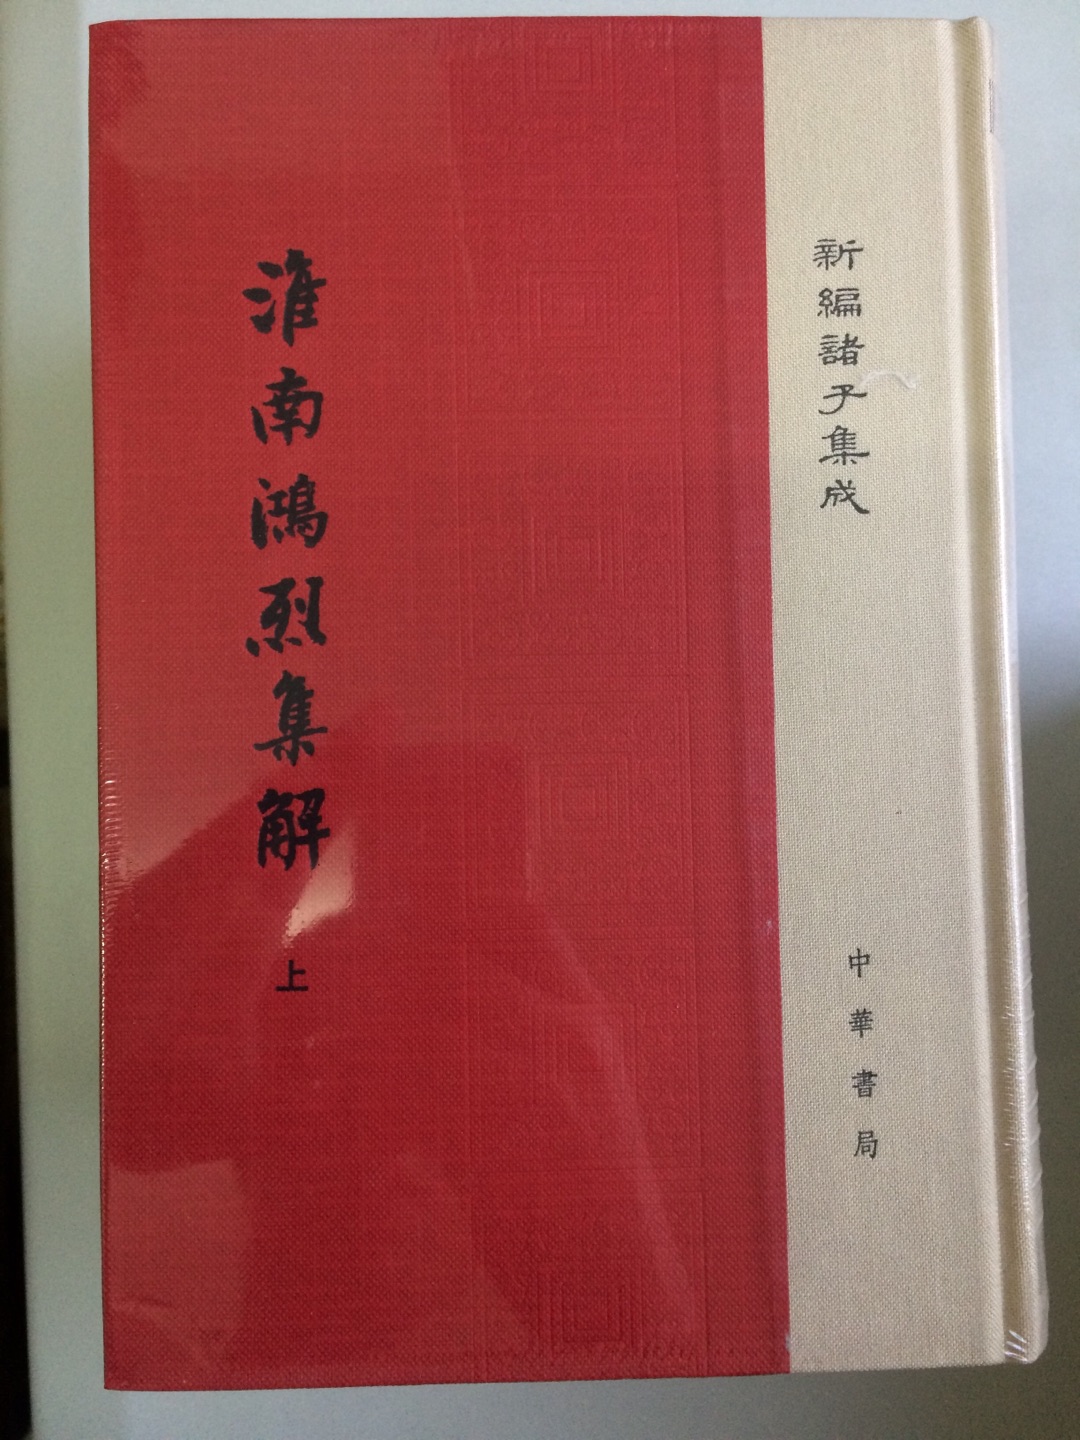 新編諸子集成
中華書局
淮南鴻烈集解
上